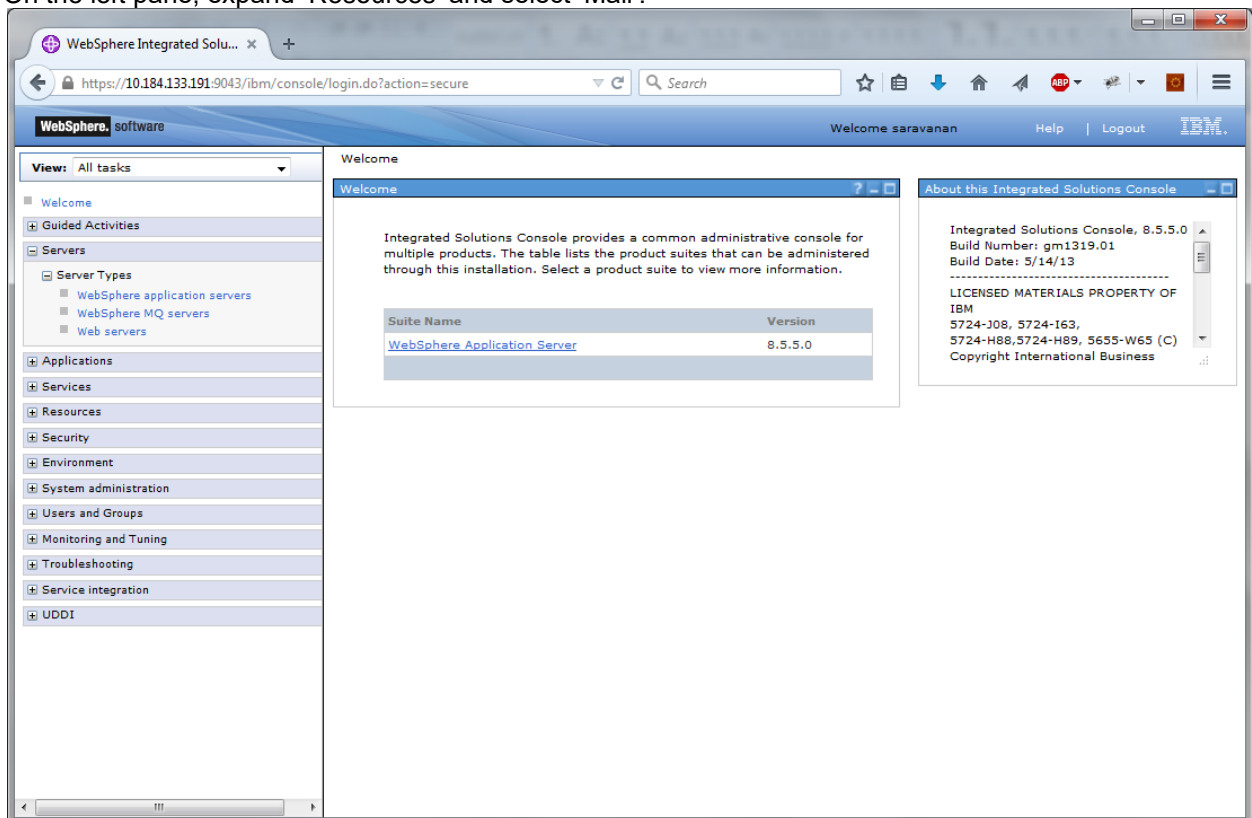 On the left pane, expand 'Resources' and select 'Mail'.
WebSphere Integrated Solu... × +
https://10.184.133.191:9043/ibm/console/login.do?action=secure
Search
ABP
WebSphere. software
Welcome saravanan
Help | Logout
IBM.
View: All tasks
Welcome
Guided Activities
Servers
Server Types
WebSphere application servers
WebSphere MQ servers
Web servers
Applications
Services
Resources
Security
Environment
System administration
Users and Groups
Monitoring and Tuning
Troubleshooting
Service integration
UDDI
Welcome
Welcome
? _
Integrated Solutions Console provides a common administrative console for
multiple products. The table lists the product suites that can be administered
through this installation. Select a product suite to view more information.
Suite Name Version
WebSphere Application Server 8.5.5.0
About this Integrated Solutions Console
Integrated Solutions Console, 8.5.5.0
Build Number: gm1319.01
Build Date: 5/14/13
----------------------------------------
LICENSED MATERIALS PROPERTY OF
IBM
5724-J08, 5724-I63,
5724-H88,5724-H89, 5655-W65 (C)
Copyright International Business